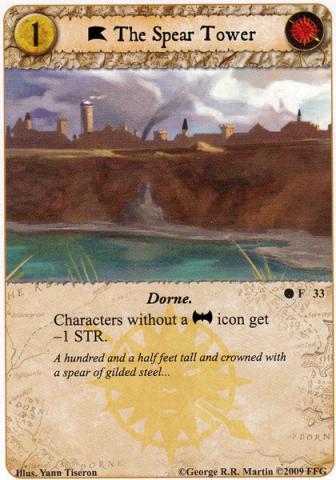 1
The Spear Tower
F 33
Dorne.
Characters without a icon get
–1 STR.
A hundred and a half feet tall and crowned with
a spear of gilded steel...
DORNE
Illus. Yann Tiseron
©George R.R. Martin ©2009 FFG